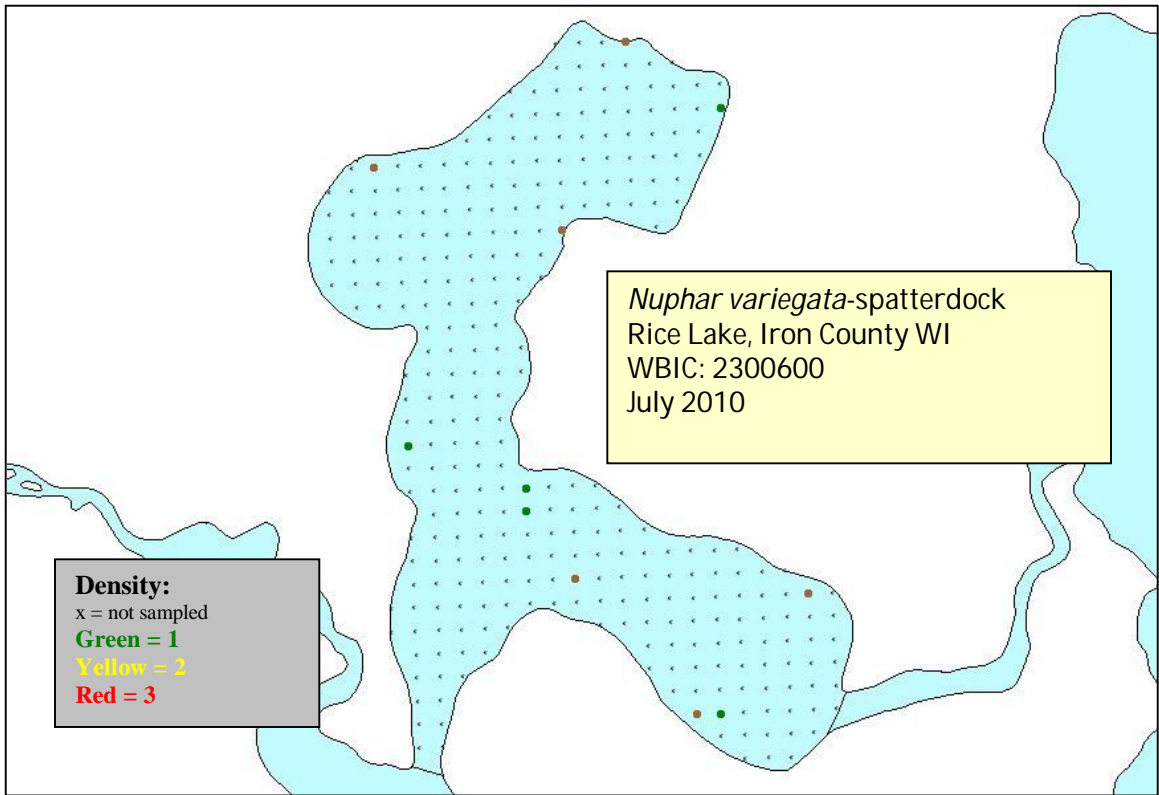 Nuphar variegata-spatterdock
Rice Lake, Iron County WI
WBIC: 2300600
July 2010
Density:
x = not sampled
Green = 1
Yellow = 2
Red = 3